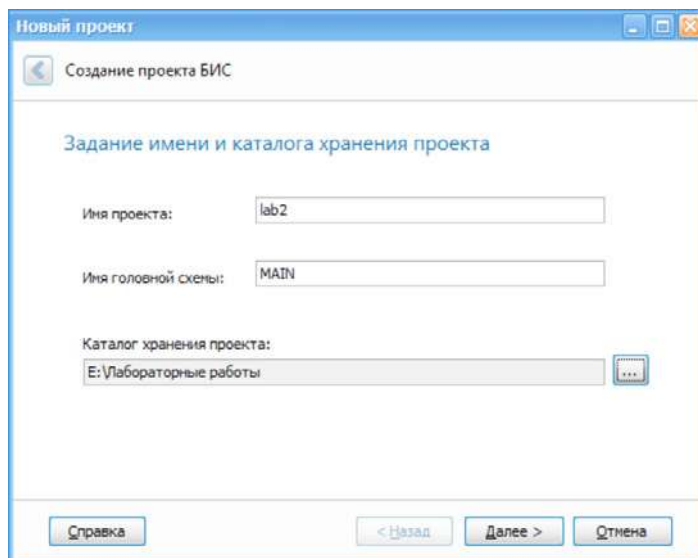 Новый проект
Создание проекта БИС
Задание имени и каталога хранения проекта
Имя проекта: lab2
Имя головной схемы: MAIN
Каталог хранения проекта:
E:\Лабораторные работы ...
Справка < Назад Далее > Отмена